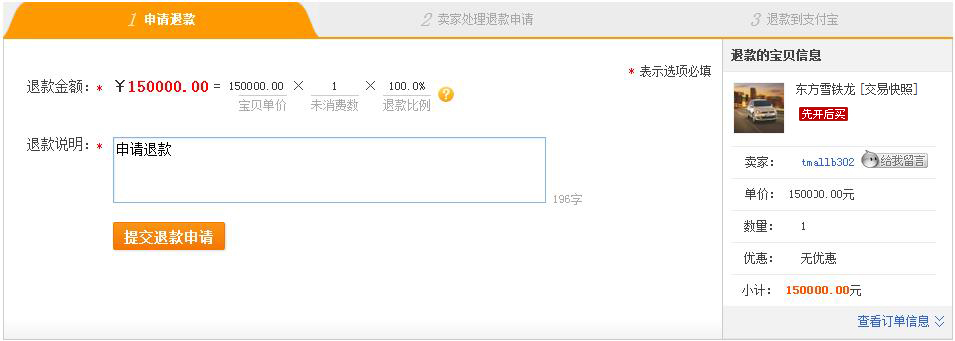 1 申请退款
2 卖家处理退款申请
3 退款到支付宝
* 表示选项必填
退款金额：* ￥150000.00 = 150000.00 × 1 × 100.0% ?
宝贝单价 未消费数 退款比例
退款说明：* 申请退款
196字
提交退款申请
退款的宝贝信息
东方雪铁龙 [交易快照]
先开后买
卖家： tmallb302 给我留言
单价： 150000.00元
数量： 1
优惠： 无优惠
小计： 150000.00元
查看订单信息